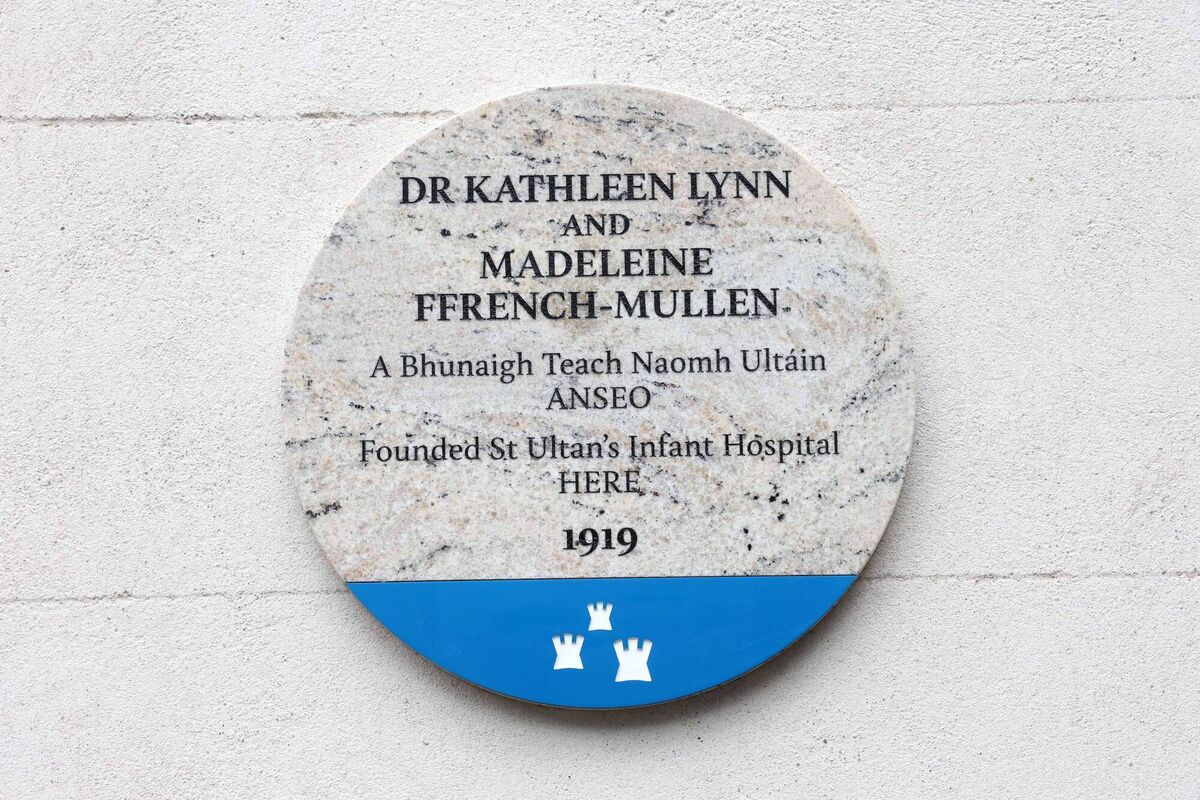 DR KATHLEEN LYNN
AND
MADELEINE
FFRENCH-MULLEN
A Bhunaigh Teach Naomh Ultáin
ANSEO
Founded St Ultan's Infant Hospital
HERE
1919